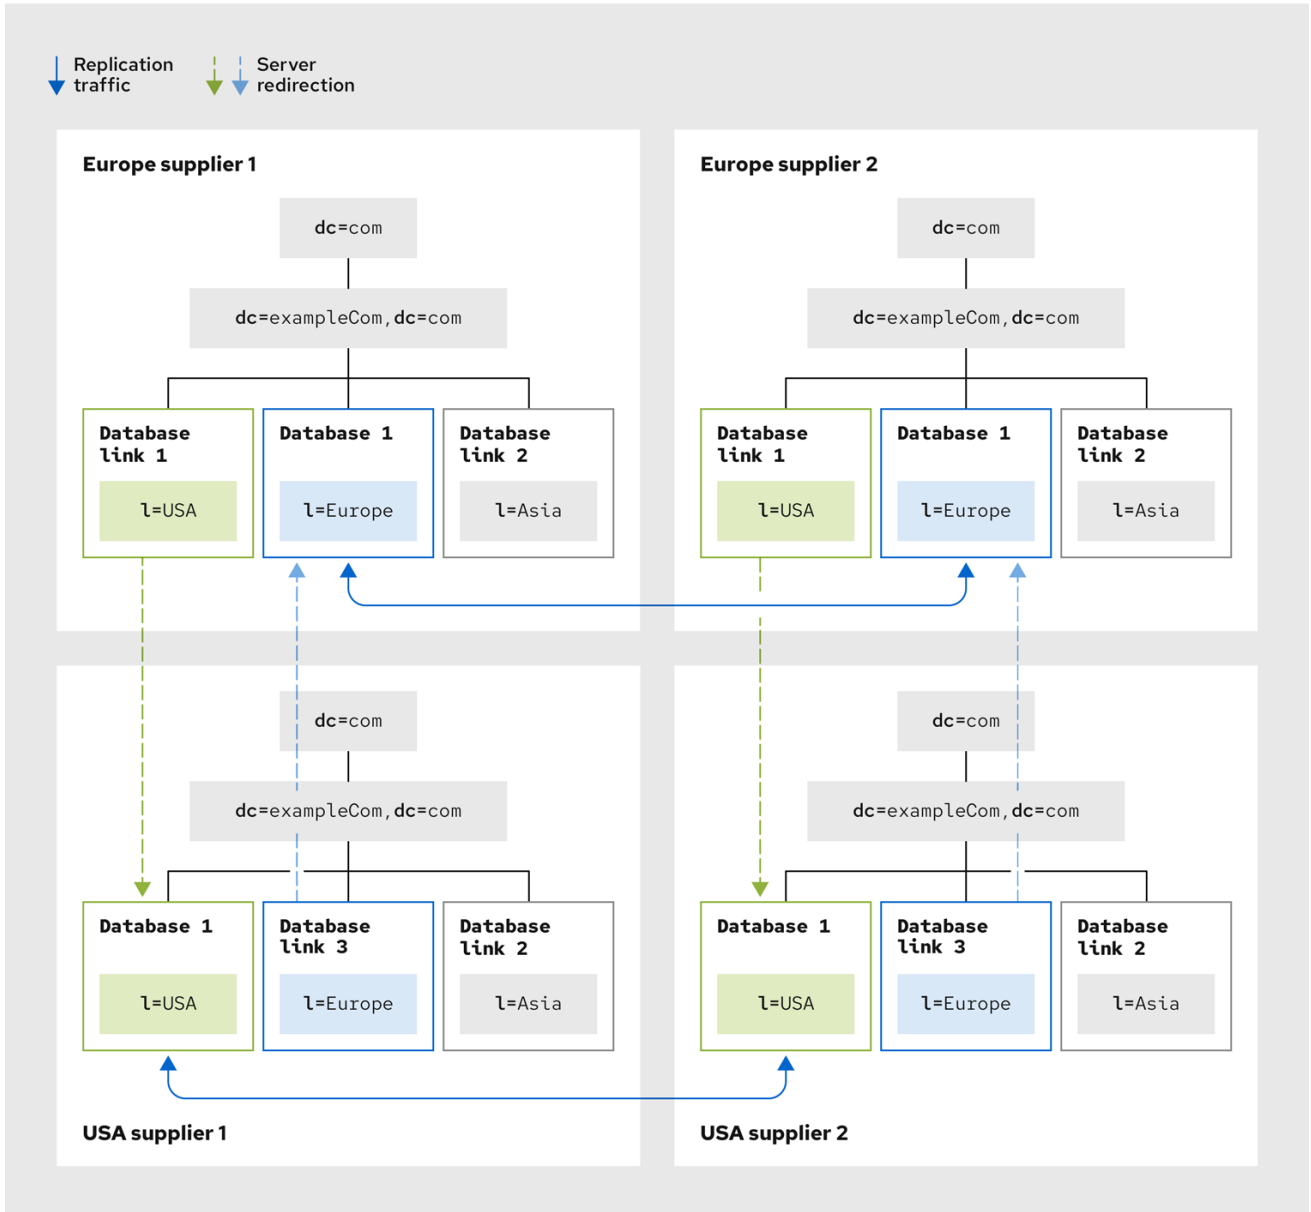 Replication
traffic
Server
redirection
Europe supplier 1
dc=com
dc=exampleCom,dc=com
Database
link 1
l=USA
Database 1
l=Europe
Database
link 2
l=Asia
Europe supplier 2
dc=com
dc=exampleCom,dc=com
Database
link 1
l=USA
Database 1
l=Europe
Database
link 2
l=Asia
dc=com
dc=exampleCom,dc=com
Database 1
l=USA
Database
link 3
l=Europe
Database
link 2
l=Asia
USA supplier 1
dc=com
dc=exampleCom,dc=com
Database 1
l=USA
Database
link 3
l=Europe
Database
link 2
l=Asia
USA supplier 2